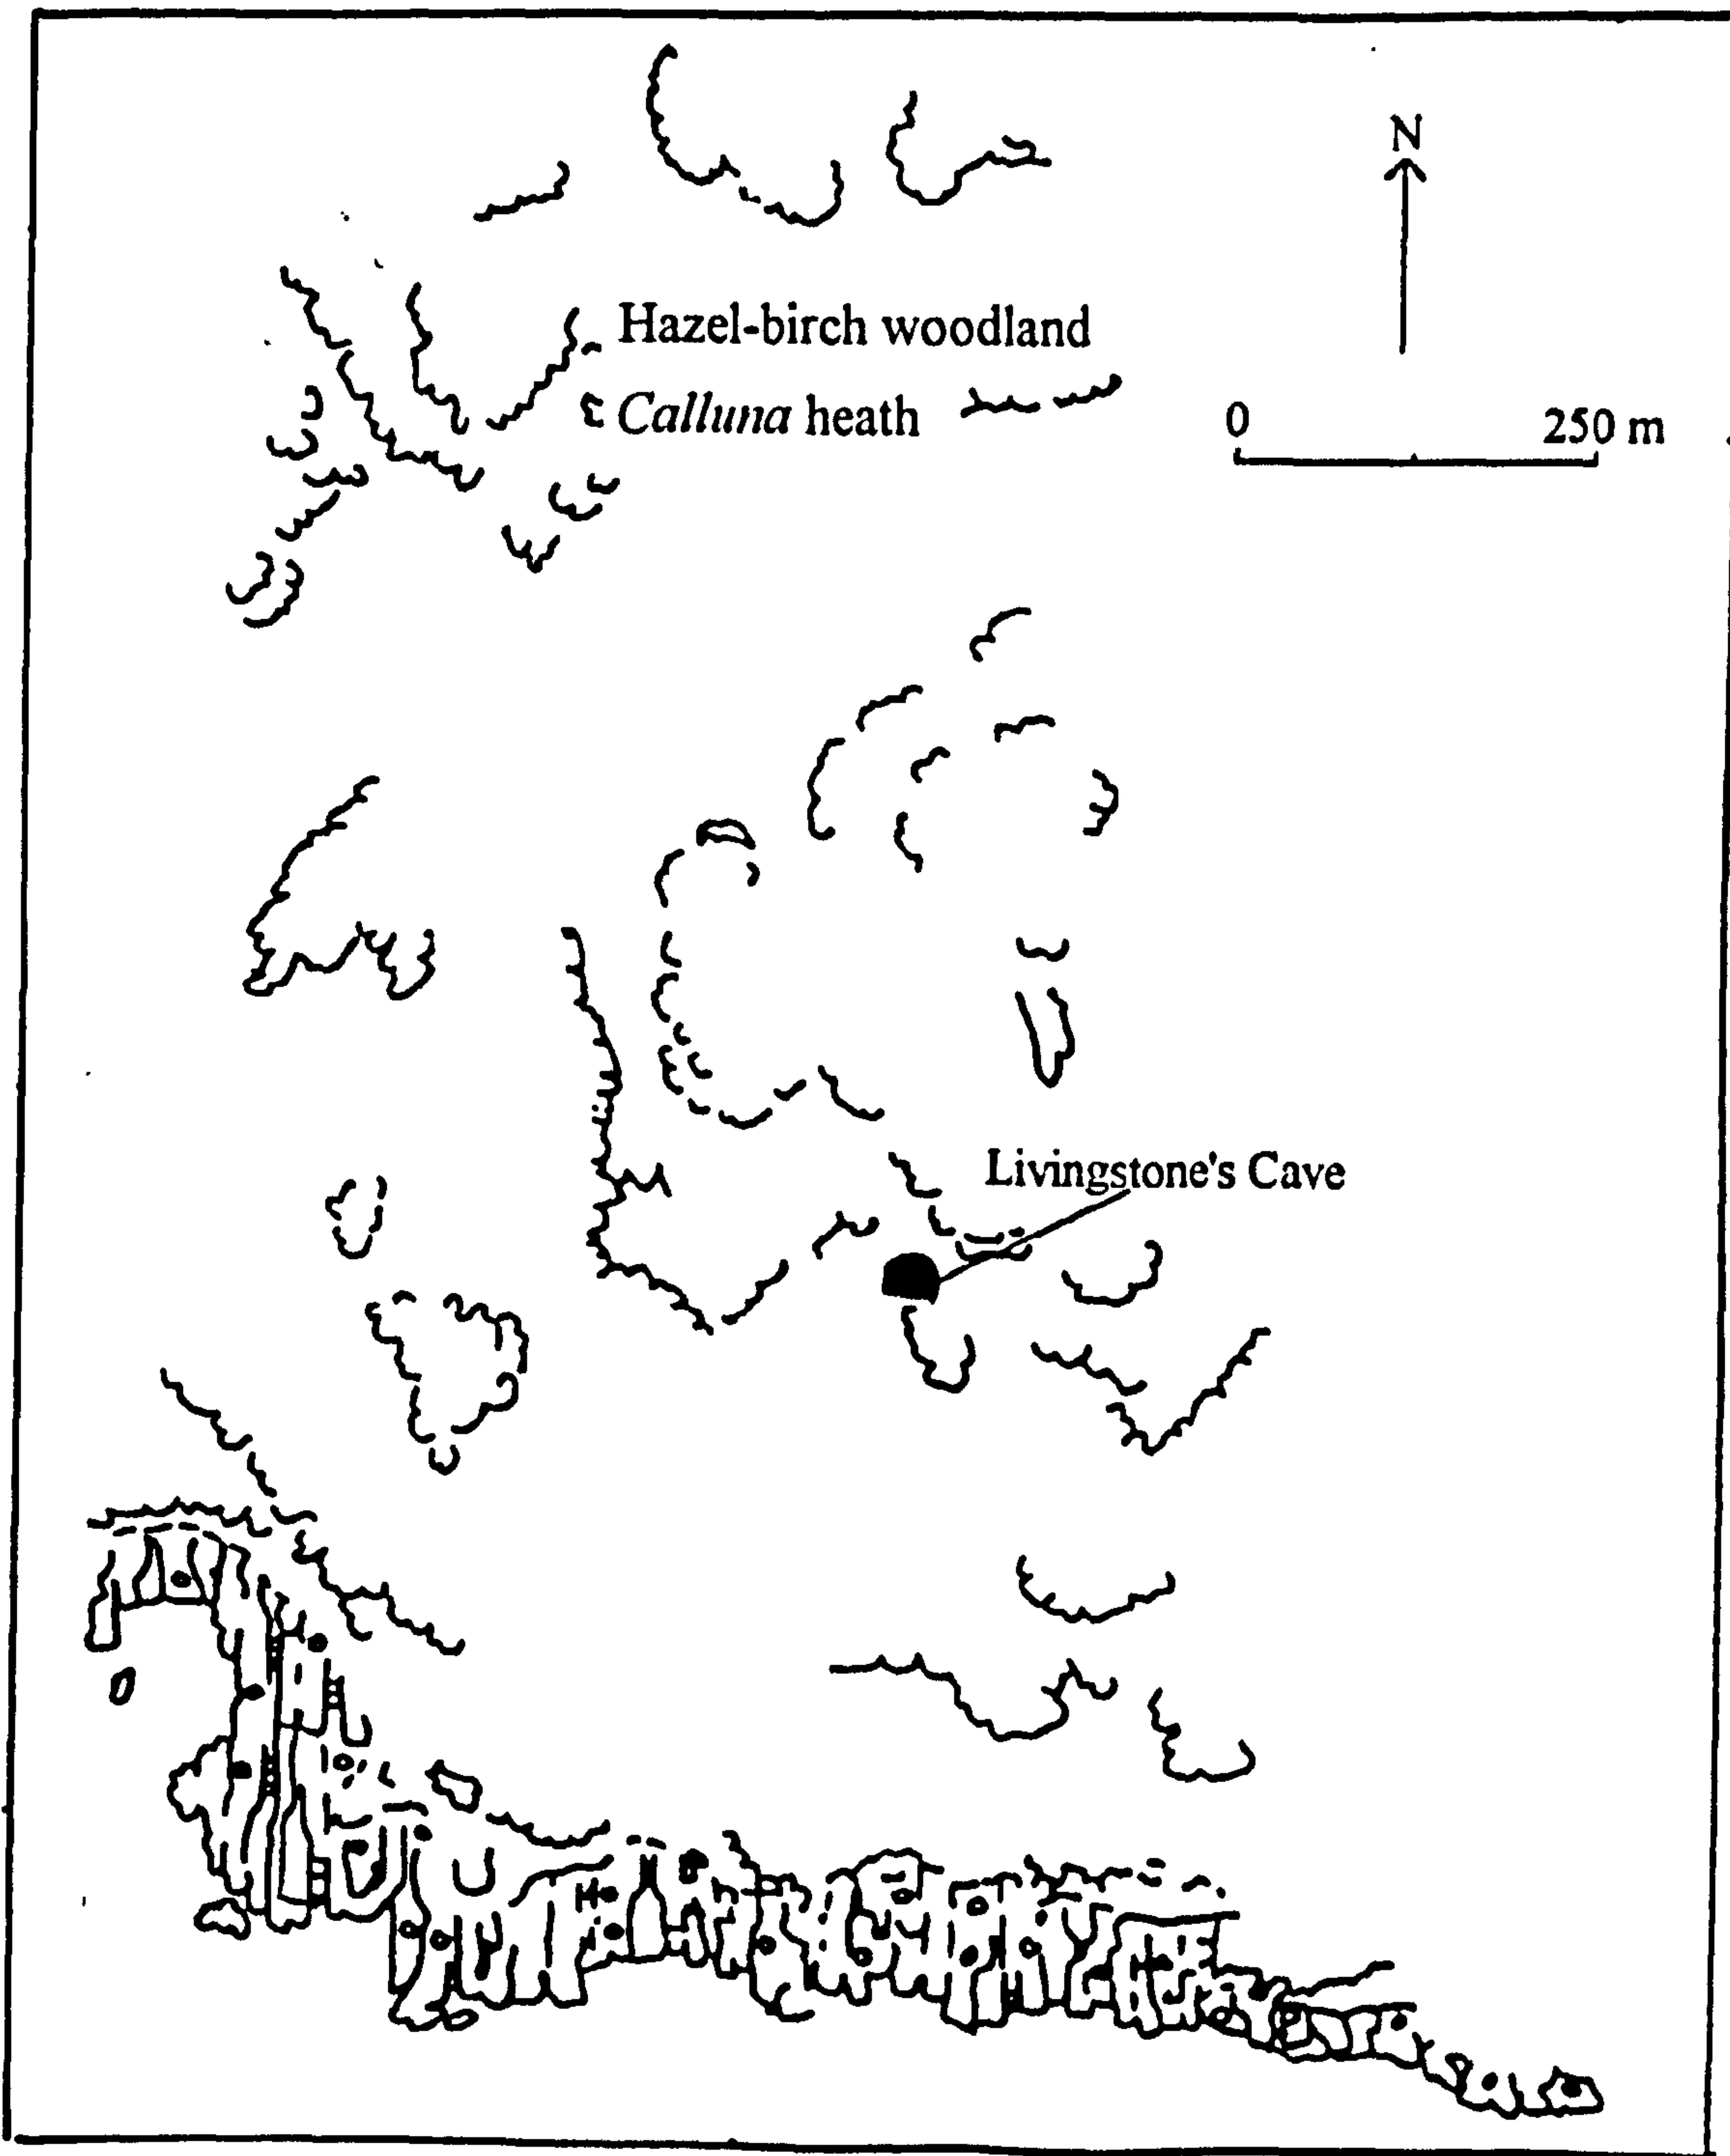 N
Hazel-birch woodland
Calluna heath
0 250 m
Livingstone's Cave